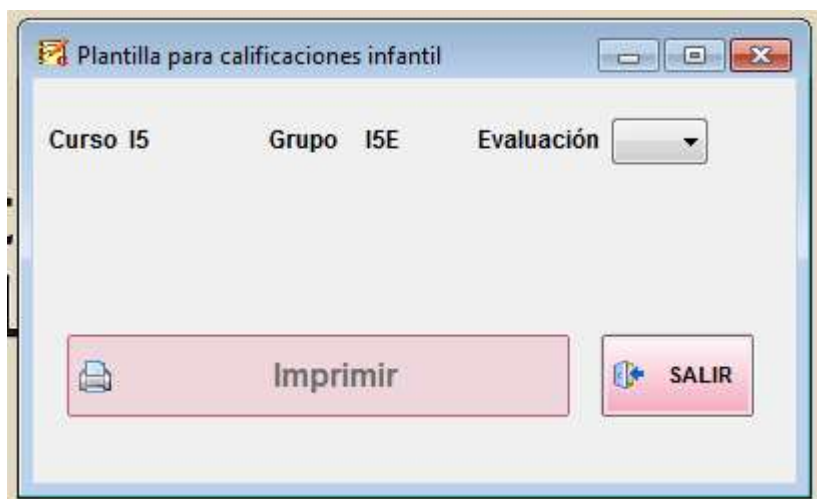 Plantilla para calificaciones infantil
Curso I5 Grupo I5E Evaluación
Imprimir SALIR